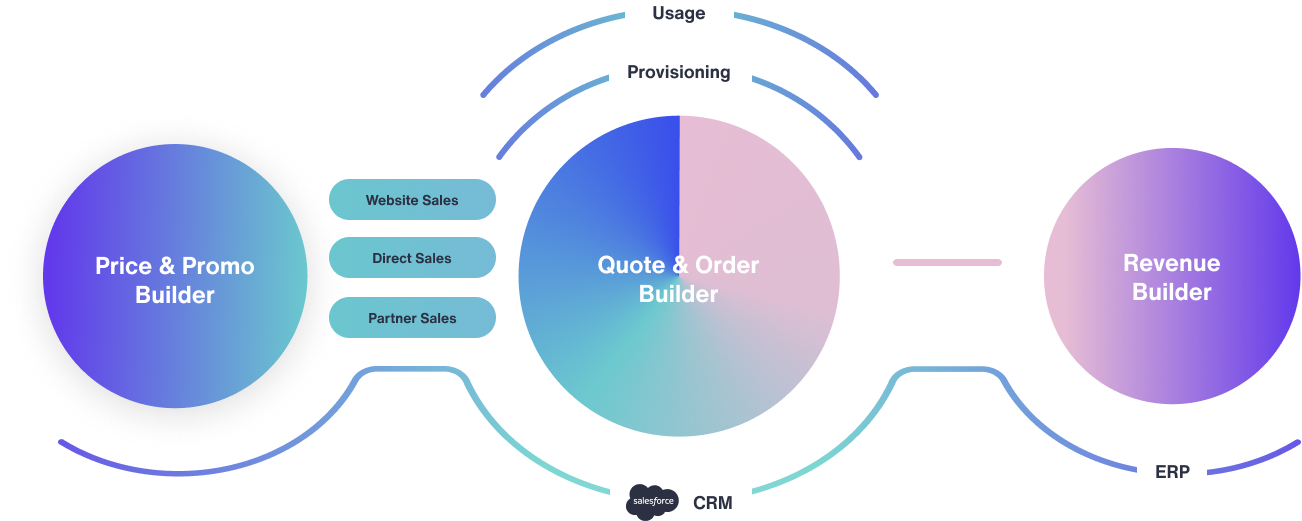 Usage
Provisioning
Price & Promo
Builder
Website Sales
Direct Sales
Partner Sales
Quote & Order
Builder
Revenue
Builder
salesforce
CRM
ERP